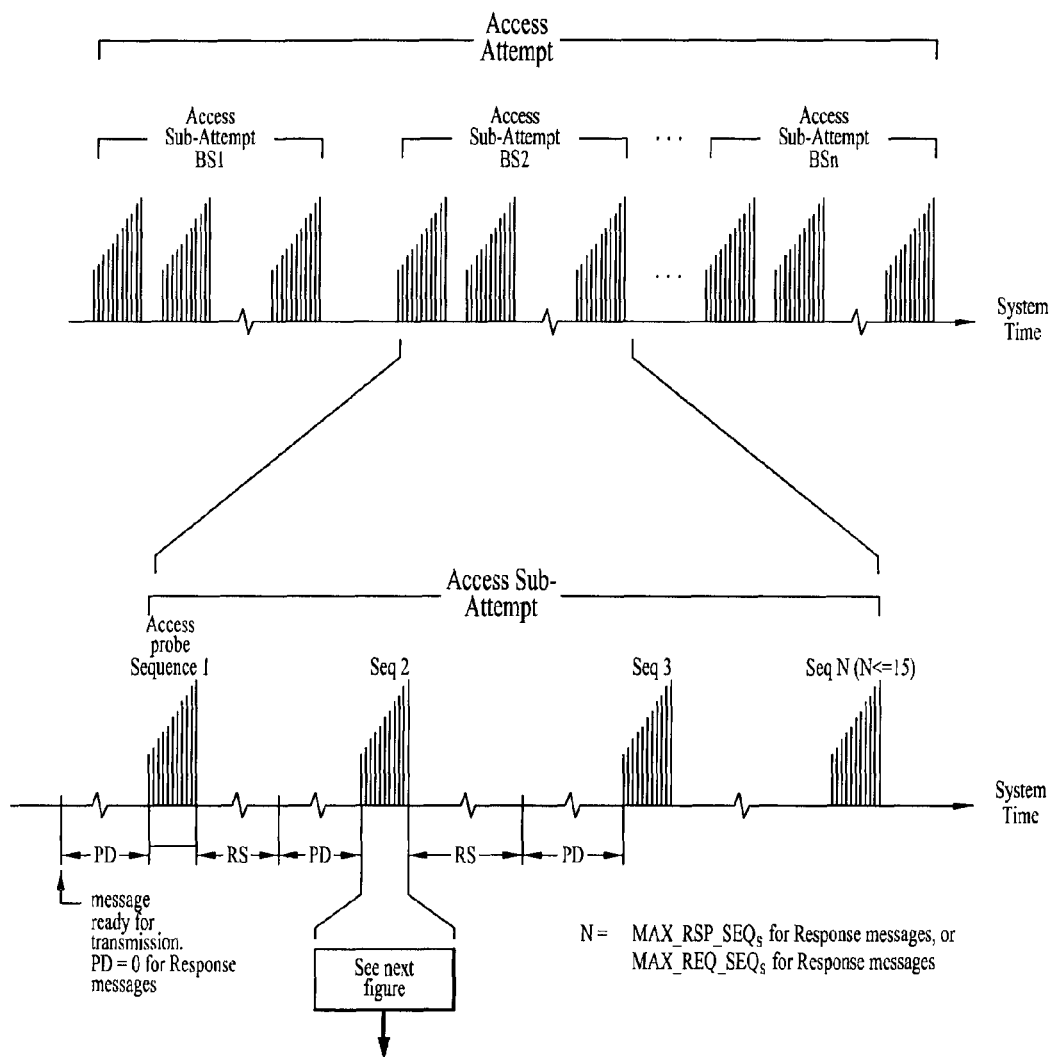 Access
Attempt
Access
Sub-Attempt
BS1
Access
Sub-Attempt
BS2
. . .
Access
Sub-Attempt
BSn
. . .
System
Time
Access Sub-
Attempt
Access
probe
Sequence 1
Seq 2
Seq 3
Seq N (N<=15)
System
Time
PD
RS
PD
RS
PD
message
ready for
transmission.
PD = 0 for Response
messages
See next
figure
N = MAX_RSP_SEQs for Response messages, or
MAX_REQ_SEQs for Response messages